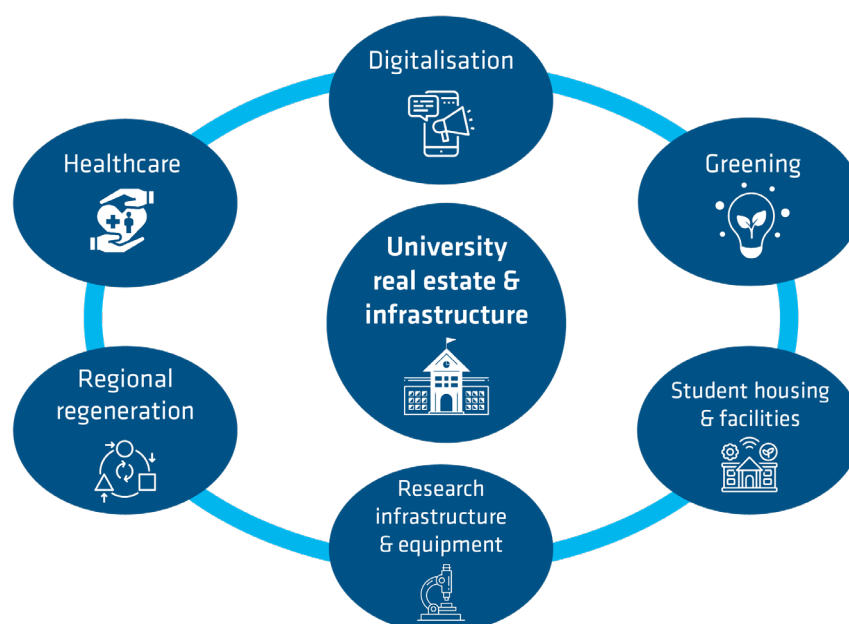 Digitalisation
Healthcare
Greening
University
real estate &
infrastructure
Regional
regeneration
Student housing
& facilities
Research
infrastructure
& equipment